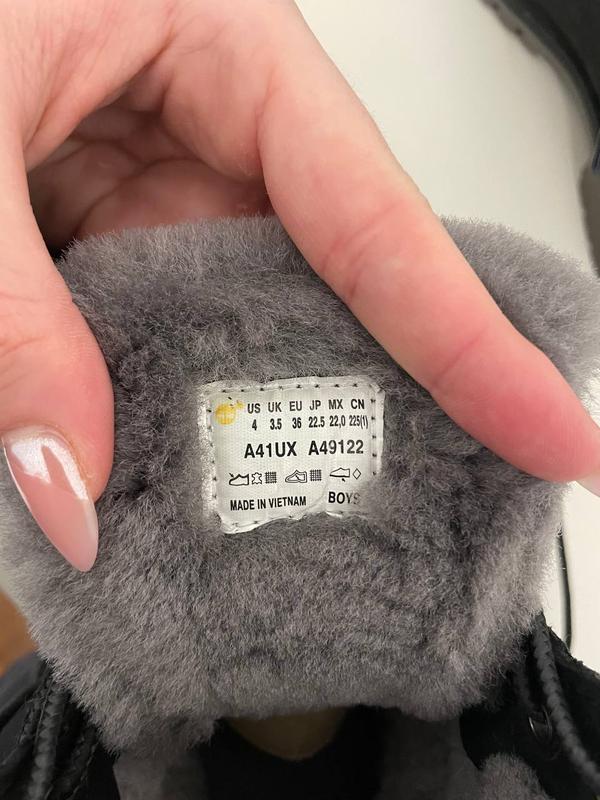 US UK EU JP MX CN
4 3.5 36 22.5 22,0 225(1)
A41UX A49122
MADE IN VIETNAM BOYS